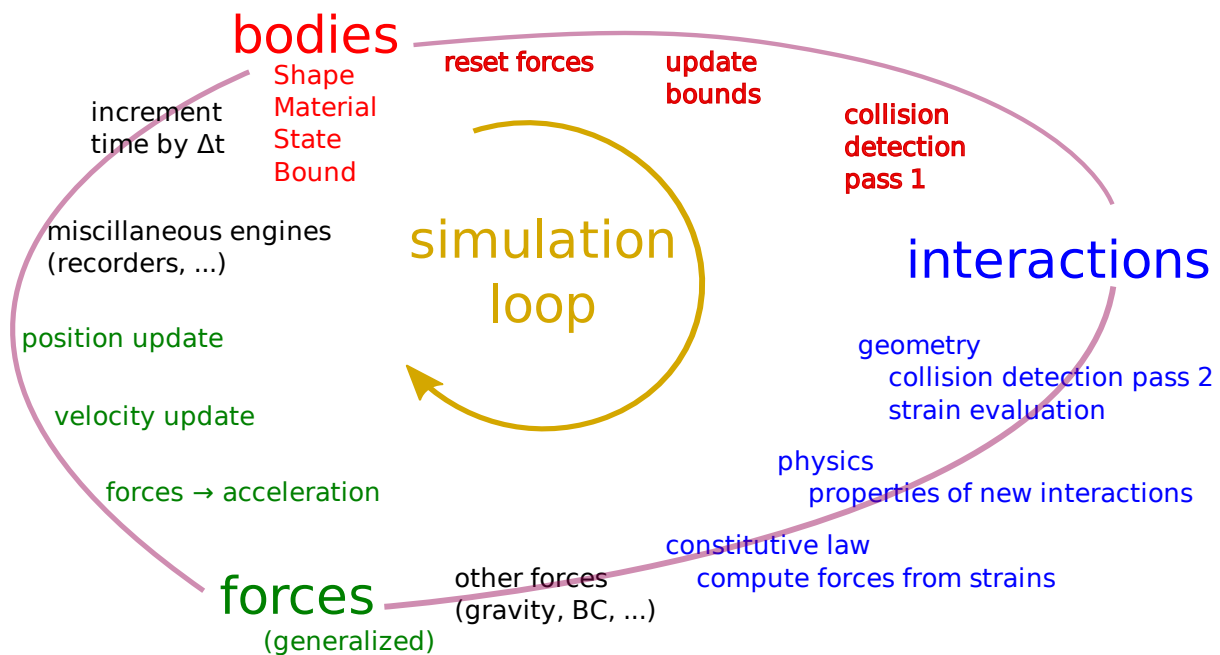 bodies
Shape
Material
State
Bound
reset forces
update
bounds
collision
detection
pass 1
increment
time by Δt
simulation
loop
interactions
miscillaneous engines
(recorders, ...)
position update
velocity update
forces → acceleration
geometry
collision detection pass 2
strain evaluation
physics
properties of new interactions
constitutive law
compute forces from strains
forces
(generalized)
other forces
(gravity, BC, ...)